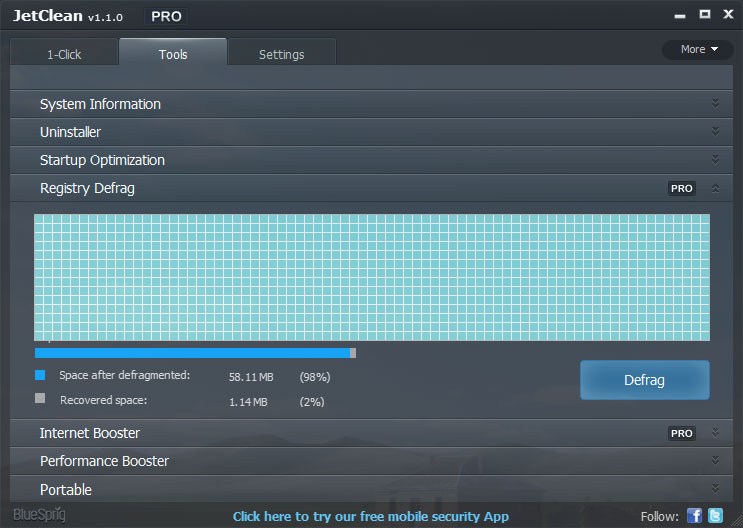 JetClean v1.1.0 PRO
1-Click Tools Settings More
System Information
Uninstaller
Startup Optimization
Registry Defrag PRO
Space after defragmented: 58.11 MB (98%)
Defrag
Recovered space: 1.14 MB (2%)
Internet Booster PRO
Performance Booster
Portable
BlueSprig Click here to try our free mobile security App Follow: